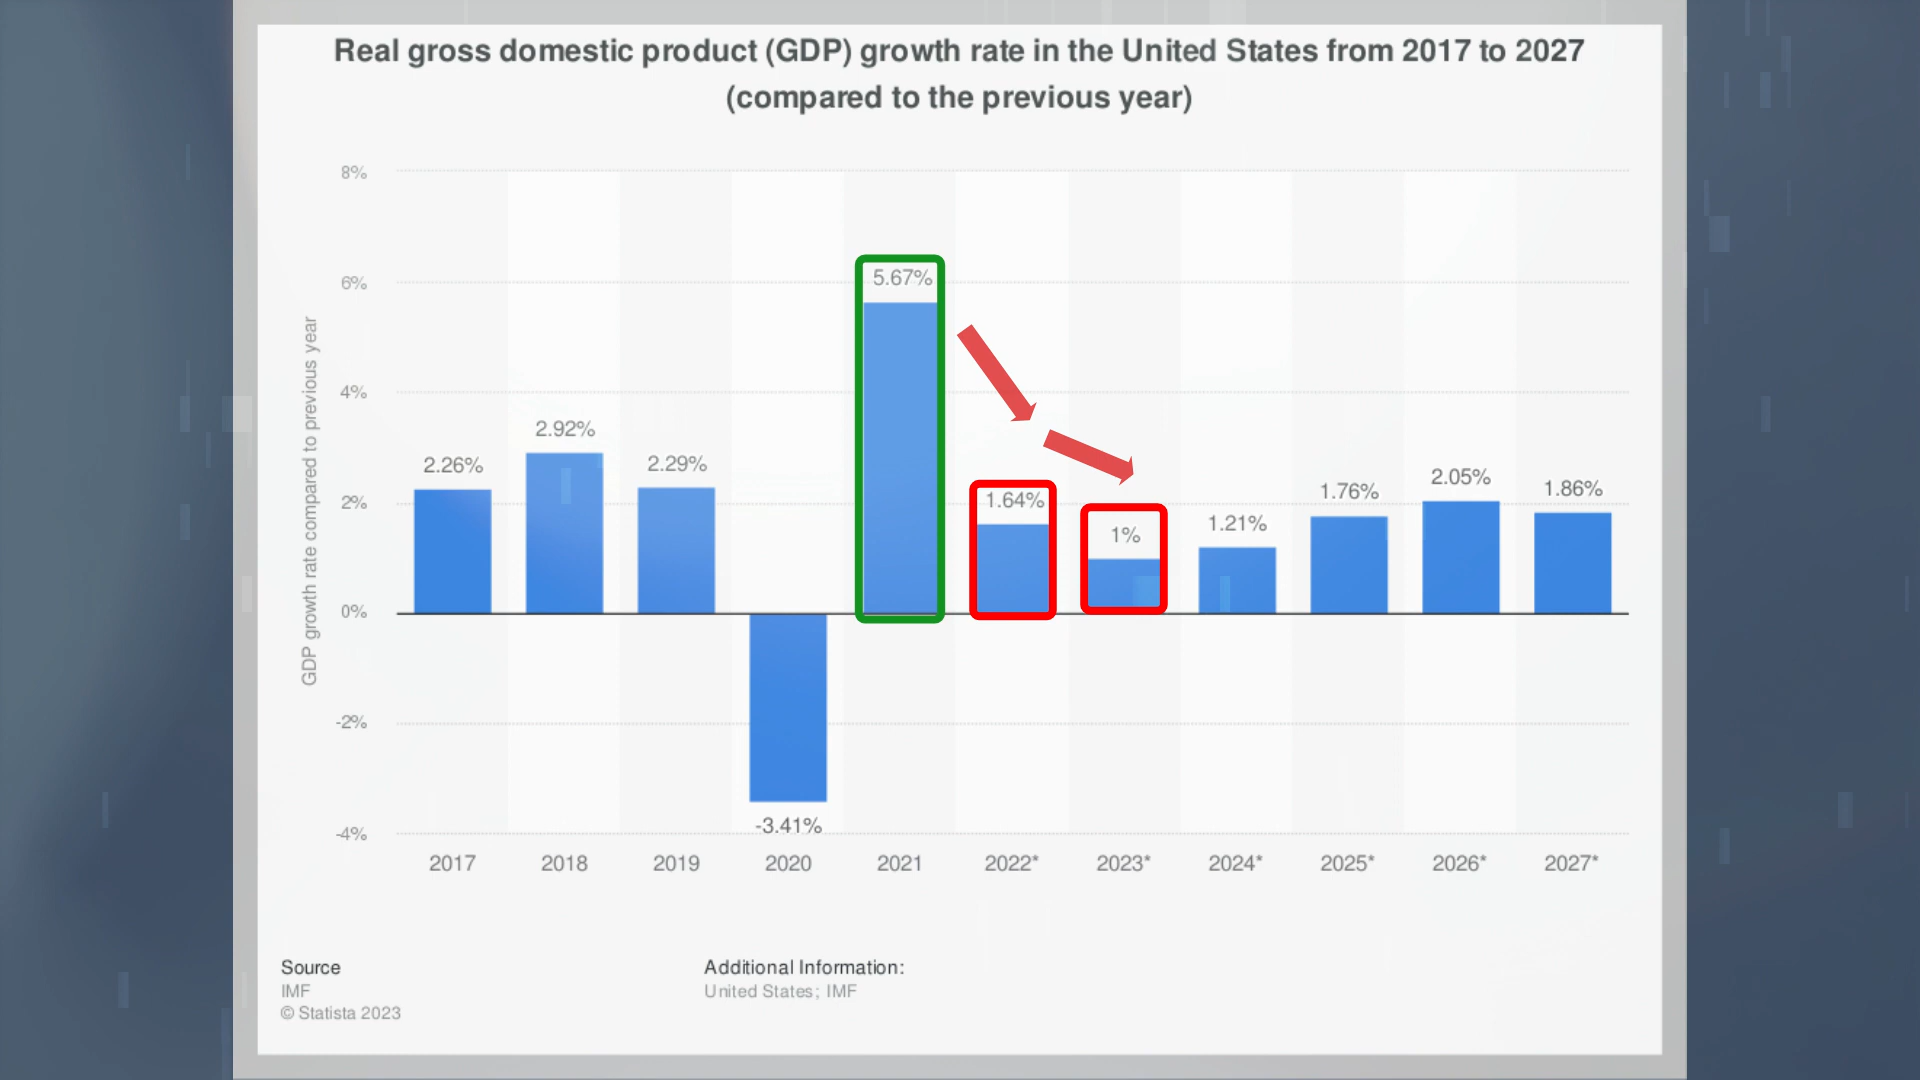 Real gross domestic product (GDP) growth rate in the United States from 2017 to 2027
(compared to the previous year)
GDP growth rate compared to previous year
8%
6%
4%
2%
0%
-2%
-4%
2.26%
2.92%
2.29%
-3.41%
5.67%
1.64%
1%
1.21%
1.76%
2.05%
1.86%
2017 2018 2019 2020 2021 2022* 2023* 2024* 2025* 2026* 2027*
Source
IMF
© Statista 2023
Additional Information:
United States; IMF